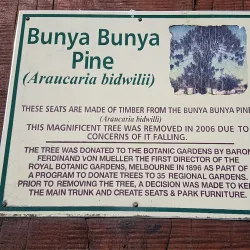 Bunya Bunya
Pine
(Araucaria bidwilii)
THESE SEATS ARE MADE OF TIMBER FROM THE BUNYA BUNYA PINE
(Araucaria bidwilli)
THIS MAGNIFICENT TREE WAS REMOVED IN 2006 DUE TO
CONCERNS OF IT FALLING.
THE TREE WAS DONATED TO THE BOTANIC GARDENS BY BARON
FERDINAND VON MUELLER THE FIRST DIRECTOR OF THE
ROYAL BOTANIC GARDENS, MELBOURNE IN 1896 AS PART OF
A PROGRAM TO DONATE TREES TO 35 REGIONAL GARDENS.
PRIOR TO REMOVING THE TREE, A DECISION WAS MADE TO KEEP
THE MAIN TRUNK AND CREATE SEATS & PARK FURNITURE.